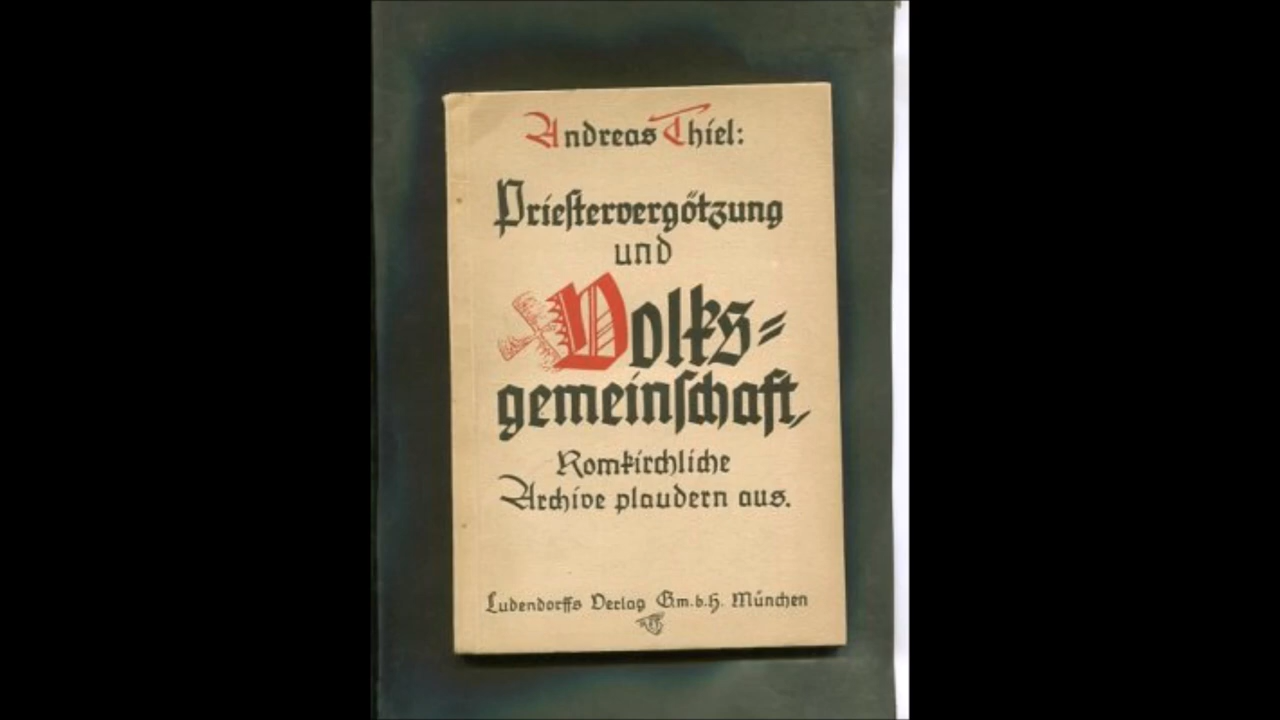 Andreas Thiel:
Prieſtervergötzung
und
Volks=
gemeinſchaft,
Romkirchliche
Archive plaudern aus.
Ludendorffs Verlag G.m.b.H. München